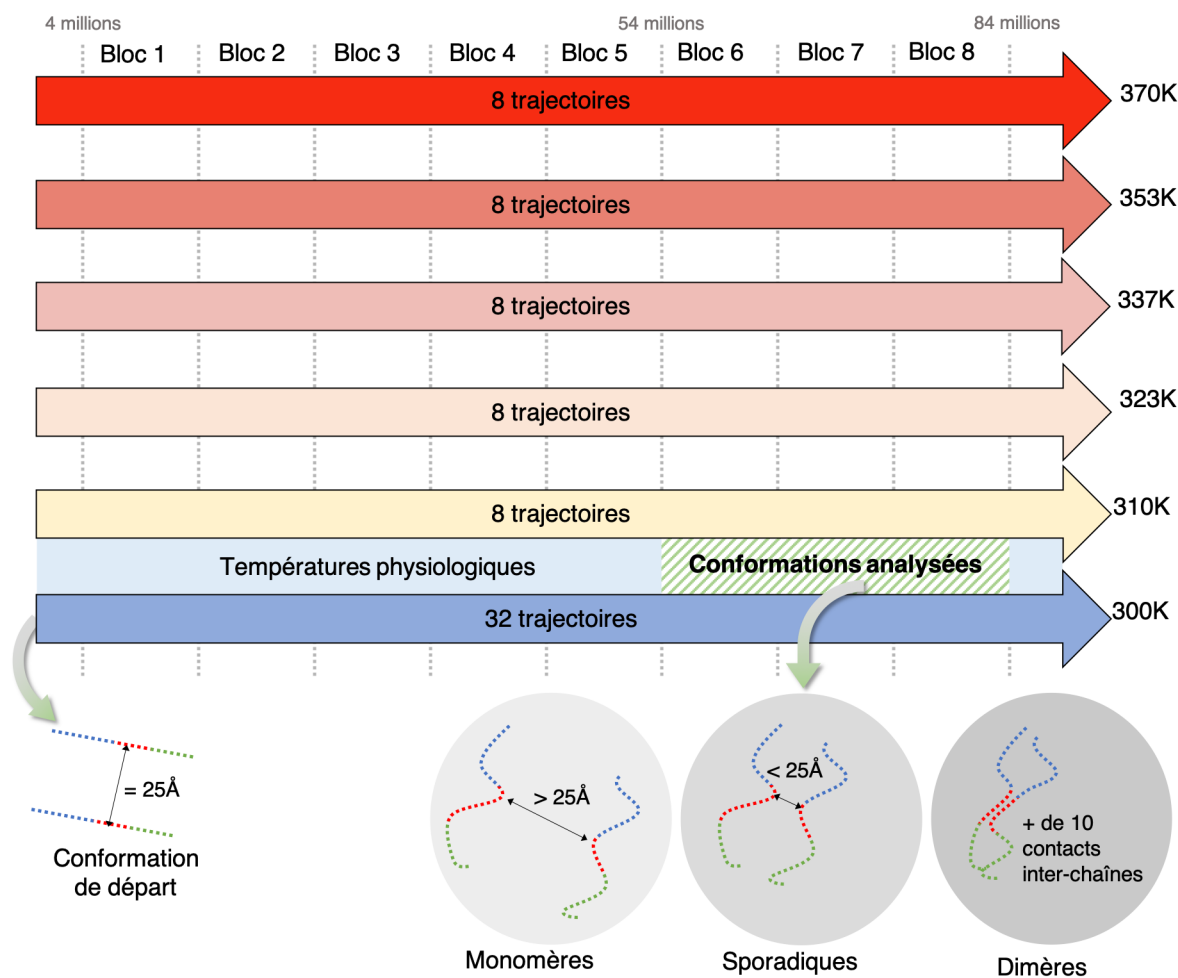 4 millions
54 millions
84 millions
Bloc 1
Bloc 2
Bloc 3
Bloc 4
Bloc 5
Bloc 6
Bloc 7
Bloc 8
8 trajectoires
370K
8 trajectoires
353K
8 trajectoires
337K
8 trajectoires
323K
8 trajectoires
310K
Températures physiologiques
Conformations analysées
32 trajectoires
300K
= 25Å
Conformation
de départ
> 25Å
Monomères
< 25Å
Sporadiques
+ de 10
contacts
inter-chaînes
Dimères